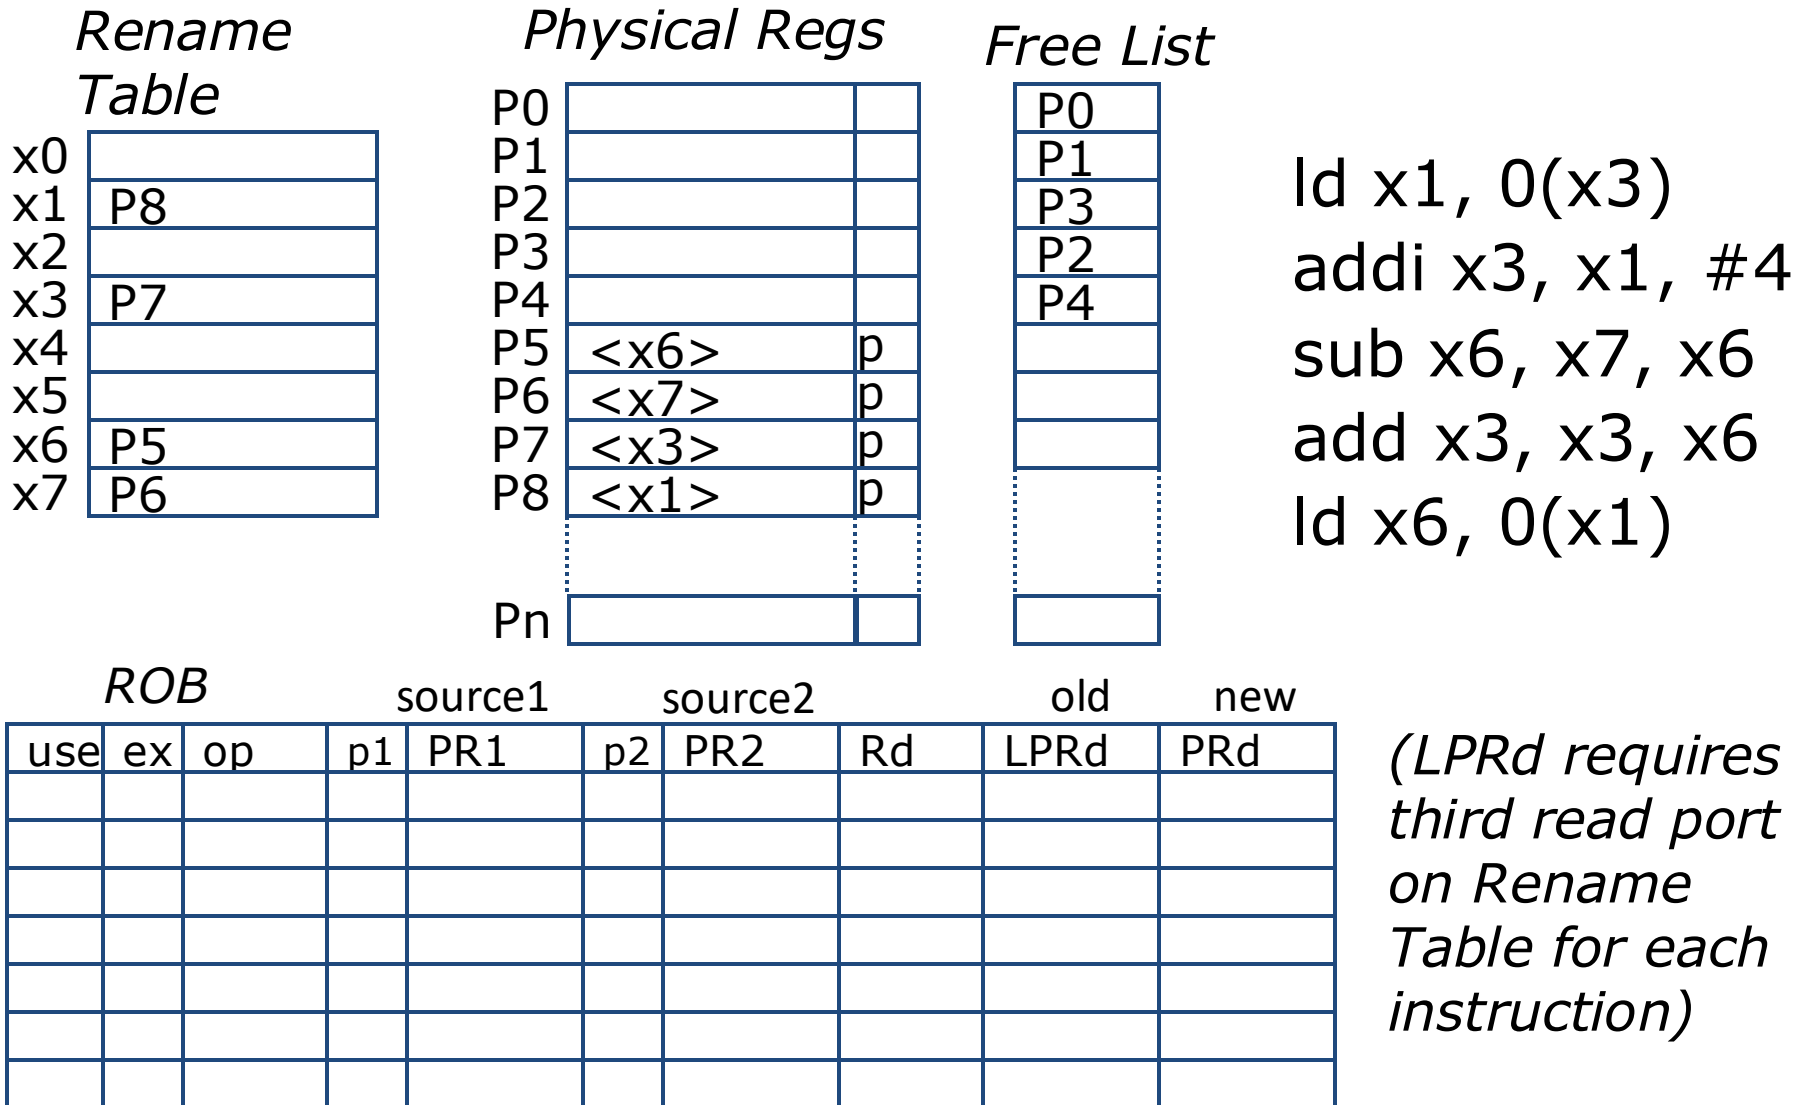 Rename
Table
x0
x1 P8
x2
x3 P7
x4
x5
x6 P5
x7 P6
Physical Regs
P0
P1
P2
P3
P4
P5 <x6> p
P6 <x7> p
P7 <x3> p
P8 <x1> p
Pn
Free List
P0
P1
P3
P2
P4
ld x1, 0(x3)
addi x3, x1, #4
sub x6, x7, x6
add x3, x3, x6
ld x6, 0(x1)
ROB source1 source2 old new
use ex op p1 PR1 p2 PR2 Rd LPRd PRd
(LPRd requires
third read port
on Rename
Table for each
instruction)